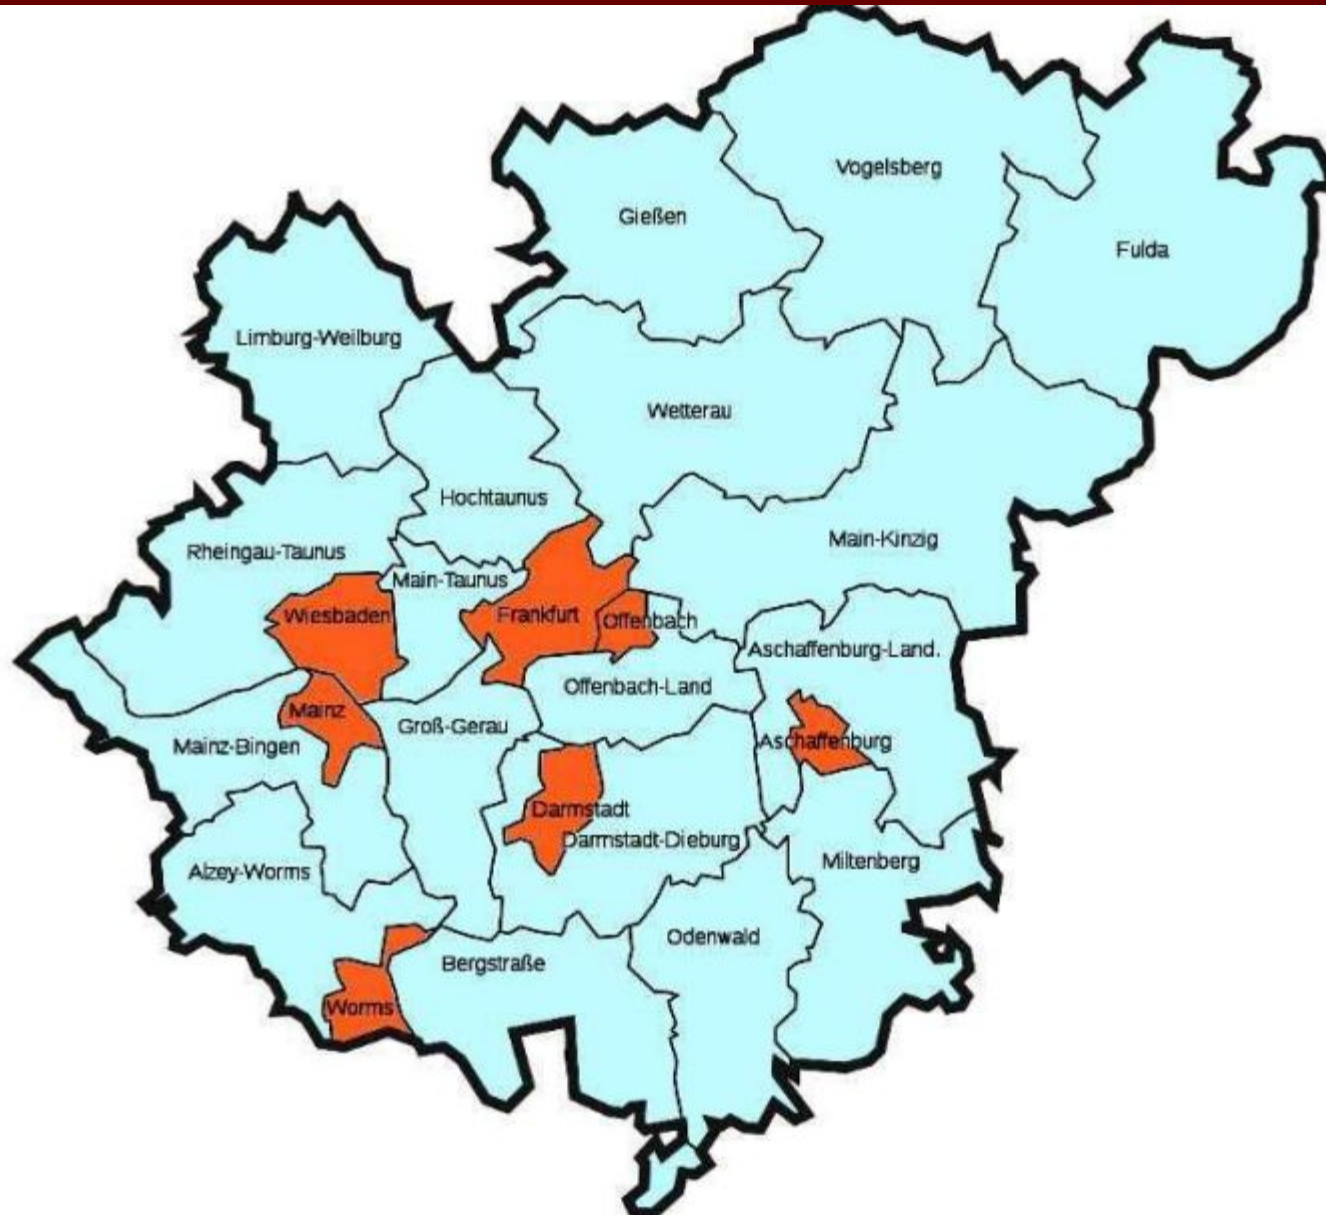 Vogelsberg
Gießen
Fulda
Limburg-Weilburg
Wetterau
Hochtaunus
Main-Kinzig
Rheingau-Taunus
Main-Taunus
Wiesbaden
Frankfurt
Offenbach
Aschaffenburg-Land.
Offenbach-Land
Mainz
Groß-Gerau
Mainz-Bingen
Aschaffenburg
Darmstadt
Darmstadt-Dieburg
Miltenberg
Alzey-Worms
Odenwald
Bergstraße
Worms